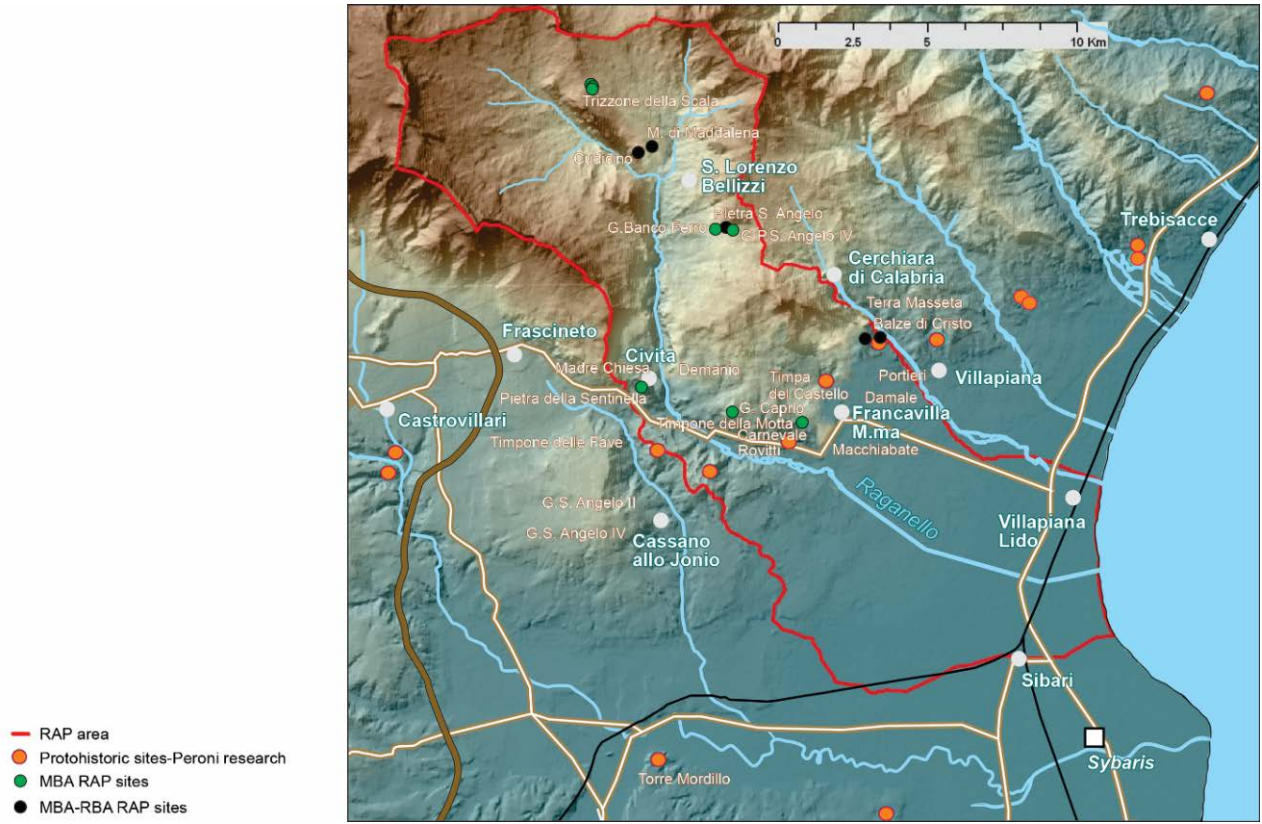 0 2.5 5 10 Km
Trizzone della Scala
M. di Maddalena
Cudicino
S. Lorenzo
Bellizzi
Pietra S. Angelo
G.Banco Ferro
G.P.S. Angelo IV
Trebisacce
Cerchiara
di Calabria
Terra Masseta
Balze di Cristo
Frascineto
Civita
Madre Chiesa
Demanio
Timpa
del Castello
Portieri
Villapiana
Pietra della Sentinella
Damale
Castrovillari
G. Caprio
Francavilla
M.ma
Timpone della Motta
Carnevale
Timpone delle Rave
Rovitti
Macchiabate
Raganello
G.S. Angelo II
G.S. Angelo IV
Cassano
allo Jonio
Villapiana
Lido
Sibari
Sybaris
Torre Mordillo
RAP area
Protohistoric sites-Peroni research
MBA RAP sites
MBA-RBA RAP sites